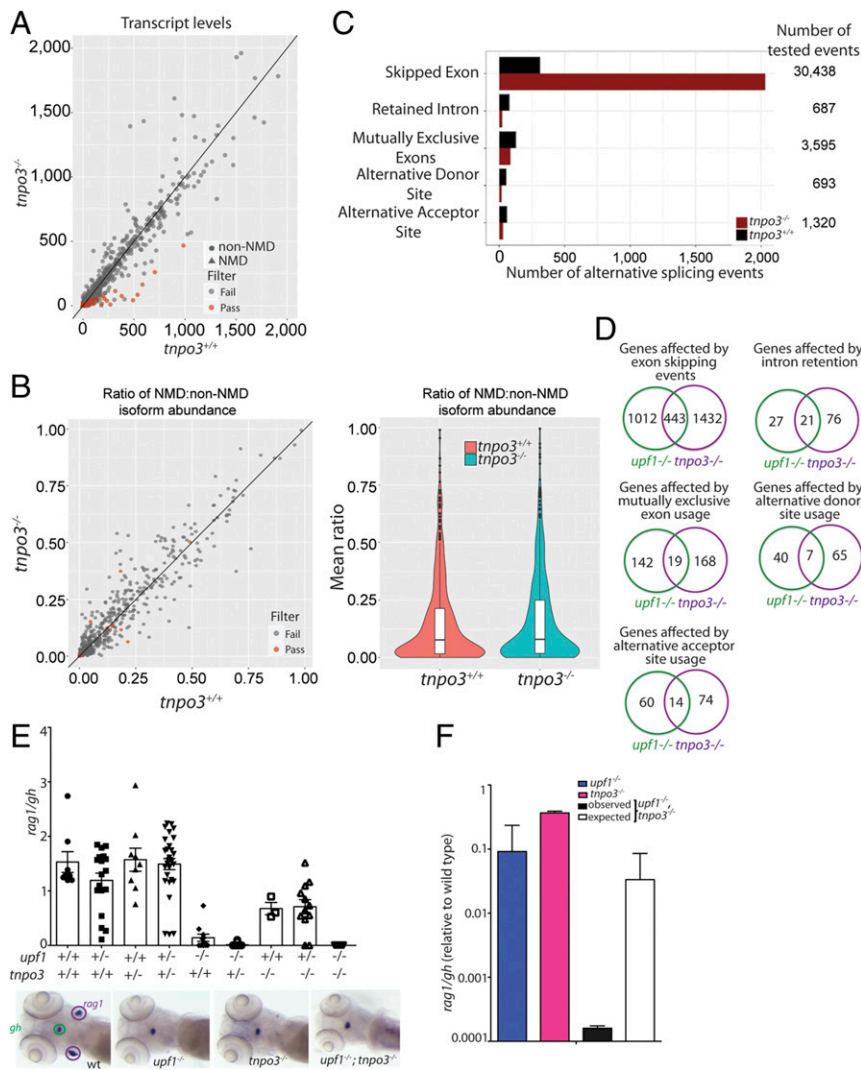 A
Transcript levels
2,000
1,500
1,000
500
0
tnpo3-/-
0 500 1,000 1,500 2,000
tnpo3+/+
non-NMD
NMD
Filter
Fail
Pass
C
Number of
tested events
Skipped Exon
30,438
Retained Intron
687
Mutually Exclusive
Exons
3,595
Alternative Donor
Site
693
Alternative Acceptor
Site
1,320
tnpo3-/-
tnpo3+/+
0 500 1,000 1,500 2,000
Number of alternative splicing events
B
Ratio of NMD:non-NMD
isoform abundance
1.00
0.75
0.50
0.25
0.00
tnpo3-/-
0.00 0.25 0.50 0.75 1.00
tnpo3+/+
Filter
Fail
Pass
Ratio of NMD:non-NMD
isoform abundance
1.00
0.75
0.50
0.25
0.00
Mean ratio
tnpo3+/+
tnpo3-/-
tnpo3+/+ tnpo3-/-
D
Genes affected by
exon skipping
events
1012 443 1432
upf1-/- tnpo3-/-
Genes affected by
intron retention
27 21 76
upf1-/- tnpo3-/-
Genes affected by
mutually exclusive
exon usage
142 19 168
upf1-/- tnpo3-/-
Genes affected by
alternative donor
site usage
40 7 65
upf1-/- tnpo3-/-
Genes affected by
alternative acceptor
site usage
60 14 74
upf1-/- tnpo3-/-
E
4
3
2
1
0
rag1/gh
upf1 +/+ +/- +/+ +/- -/- -/- +/+ +/- -/-
tnpo3 +/+ +/+ +/- +/- +/+ +/- -/- -/- -/-
rag1
gh
wt
upf1-/-
tnpo3-/-
upf1-/-; tnpo3-/-
F
upf1-/-
tnpo3-/-
observed
expected
upf1-/-,
tnpo3-/-
1
0.1
0.01
0.001
0.0001
rag1/gh (relative to wild type)